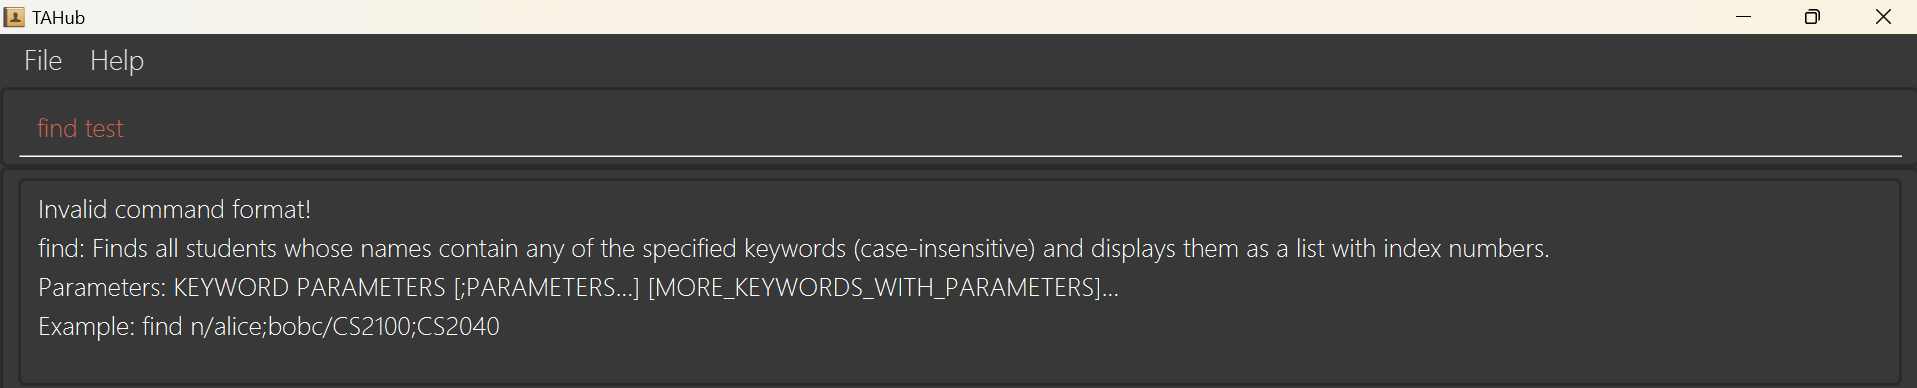 TAHub
File Help
find test
Invalid command format!
find: Finds all students whose names contain any of the specified keywords (case-insensitive) and displays them as a list with index numbers.
Parameters: KEYWORD PARAMETERS [;PARAMETERS...] [MORE_KEYWORDS_WITH_PARAMETERS]...
Example: find n/alice;bobc/CS2100;CS2040